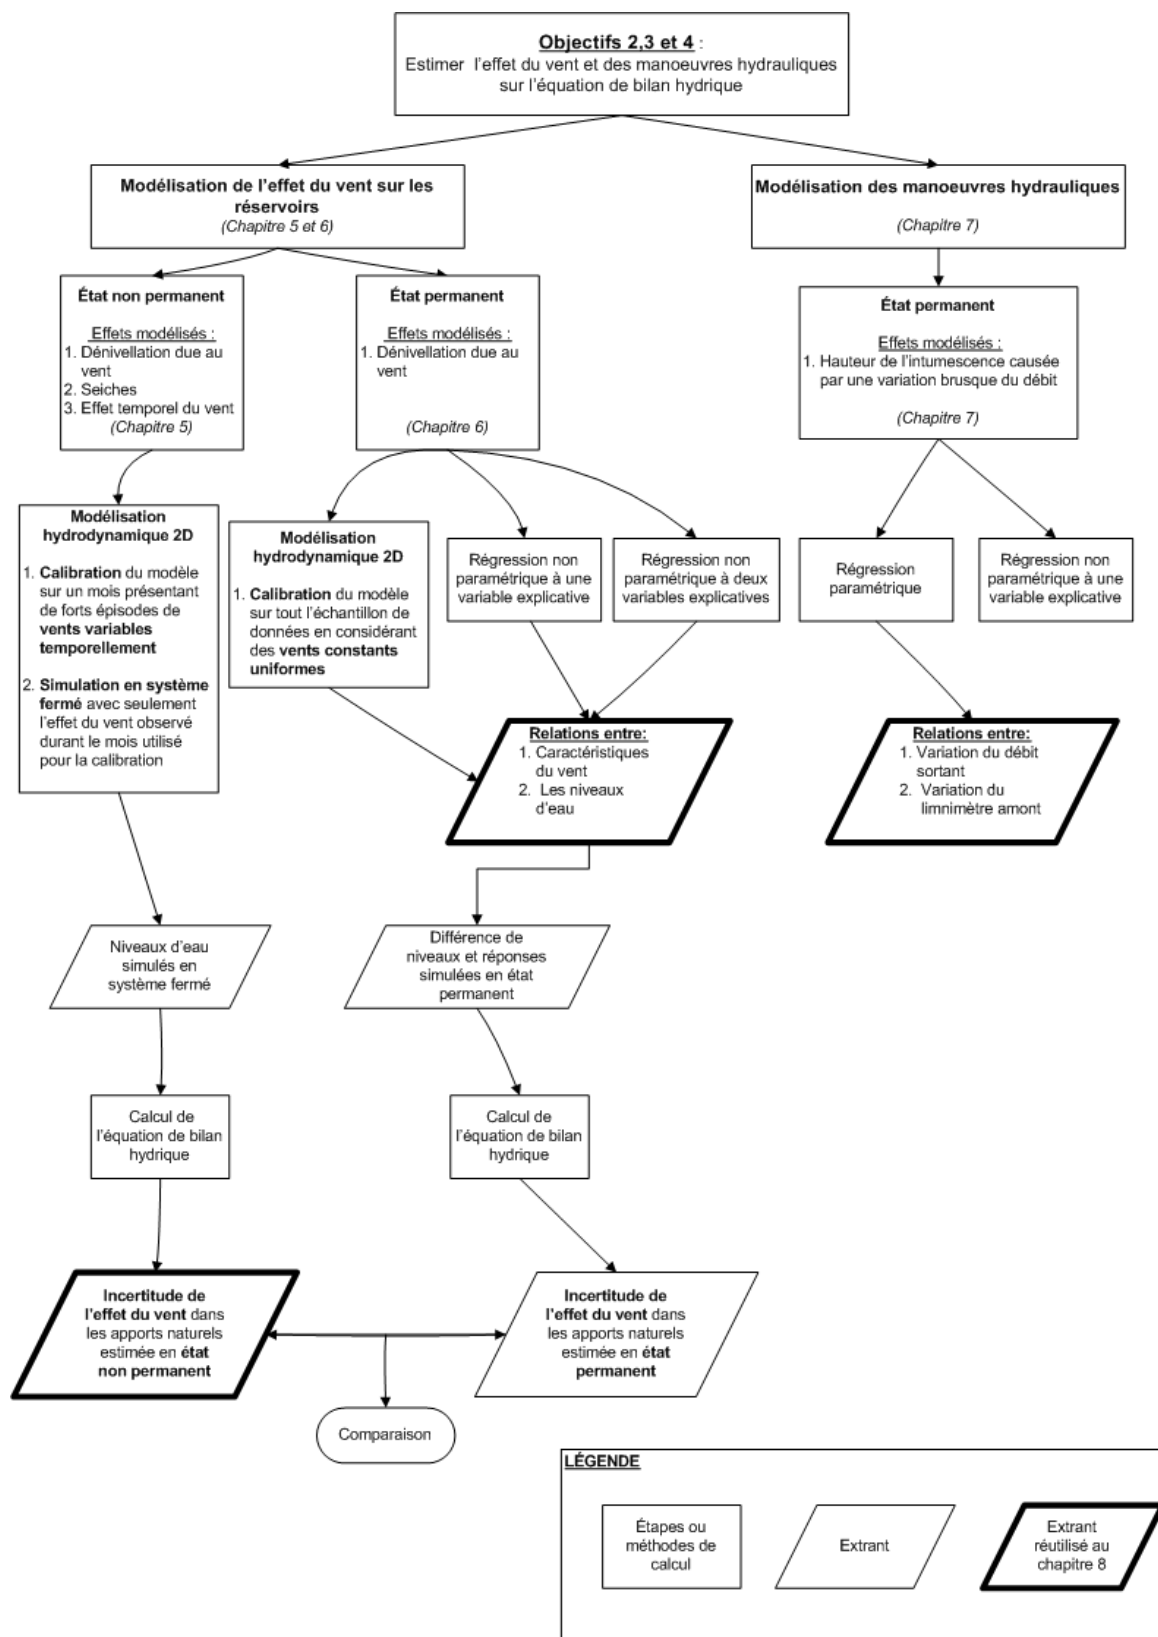 Objectifs 2,3 et 4 :
Estimer l'effet du vent et des manoeuvres hydrauliques
sur l'équation de bilan hydrique
Modélisation de l'effet du vent sur les
réservoirs
(Chapitre 5 et 6)
Modélisation des manoeuvres hydrauliques
(Chapitre 7)
État non permanent
Effets modélisés :
1. Dénivellation due au
vent
2. Seiches
3. Effet temporel du vent
(Chapitre 5)
État permanent
Effets modélisés :
1. Dénivellation due au
vent
(Chapitre 6)
État permanent
Effets modélisés :
1. Hauteur de l'intumescence causée
par une variation brusque du débit
(Chapitre 7)
Modélisation
hydrodynamique 2D
1. Calibration du modèle
sur un mois présentant
de forts épisodes de
vents variables
temporellement
2. Simulation en système
fermé avec seulement
l'effet du vent observé
durant le mois utilisé
pour la calibration
Modélisation
hydrodynamique 2D
1. Calibration du modèle
sur tout l'échantillon de
données en considérant
des vents constants
uniformes
Régression non
paramétrique à une
variable explicative
Régression non
paramétrique à deux
variables explicatives
Régression
paramétrique
Régression non
paramétrique à une
variable explicative
Relations entre:
1. Caractéristiques
du vent
2. Les niveaux
d'eau
Relations entre:
1. Variation du débit
sortant
2. Variation du
limnimètre amont
Niveaux d'eau
simulés en
système fermé
Différence de
niveaux et réponses
simulées en état
permanent
Calcul de
l'équation de bilan
hydrique
Calcul de
l'équation de bilan
hydrique
Incertitude de
l'effet du vent dans
les apports naturels
estimée en état
non permanent
Incertitude de
l'effet du vent dans
les apports naturels
estimée en état
permanent
Comparaison
LÉGENDE
Étapes ou
méthodes de
calcul
Extrant
Extrant
réutilisé au
chapitre 8